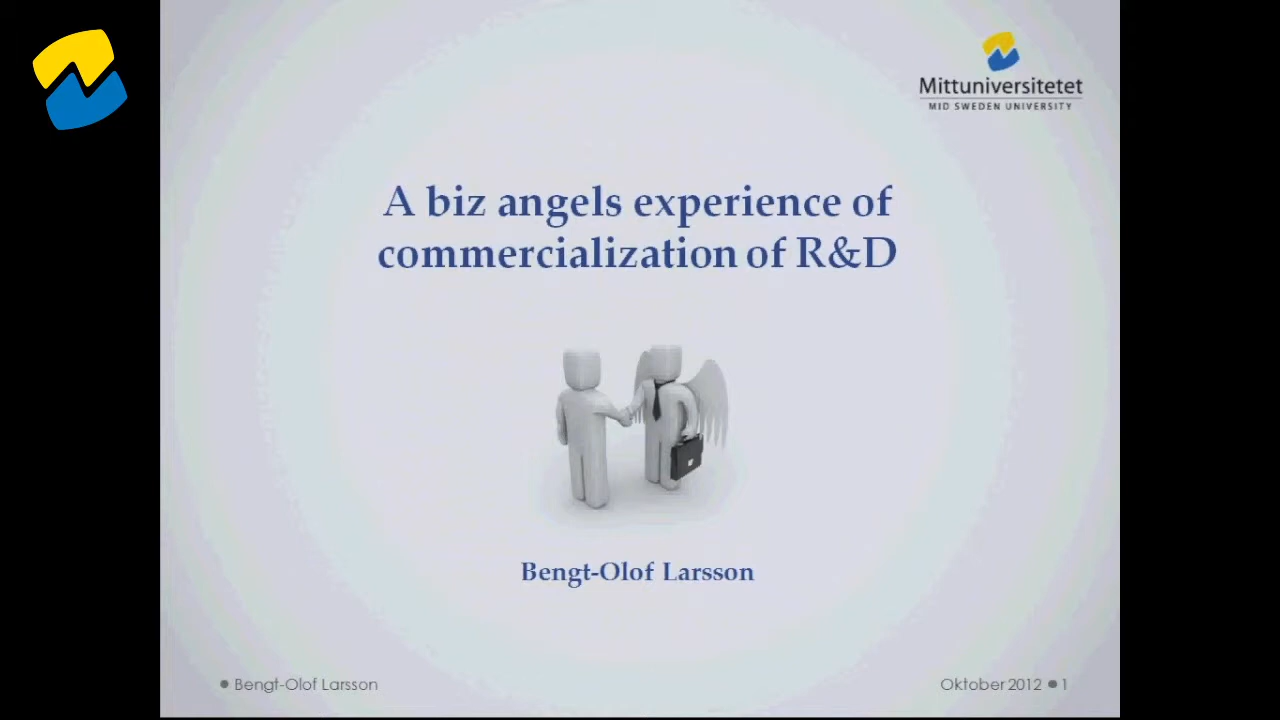 Mittuniversitetet
MID SWEDEN UNIVERSITY
A biz angels experience of
commercialization of R&D
Bengt-Olof Larsson
Bengt-Olof Larsson
Oktober 2012 ● 1